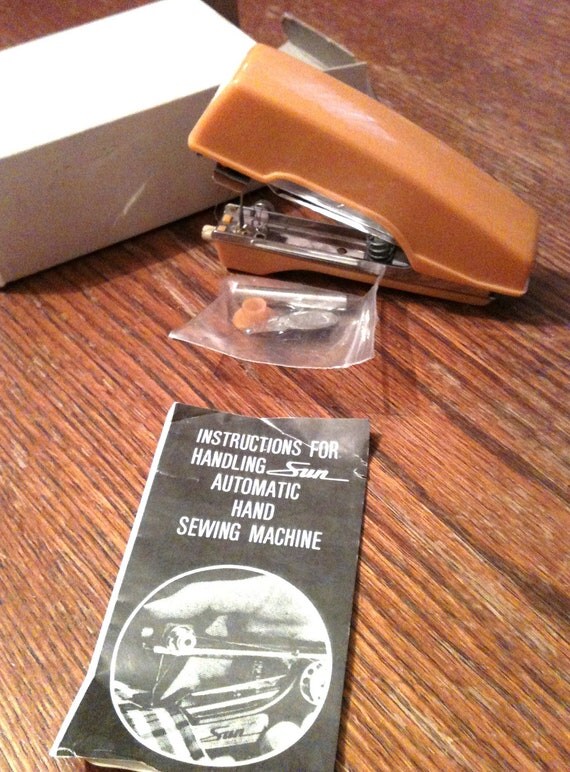 INSTRUCTIONS FOR
HANDLING Sun
AUTOMATIC
HAND
SEWING MACHINE
Sun